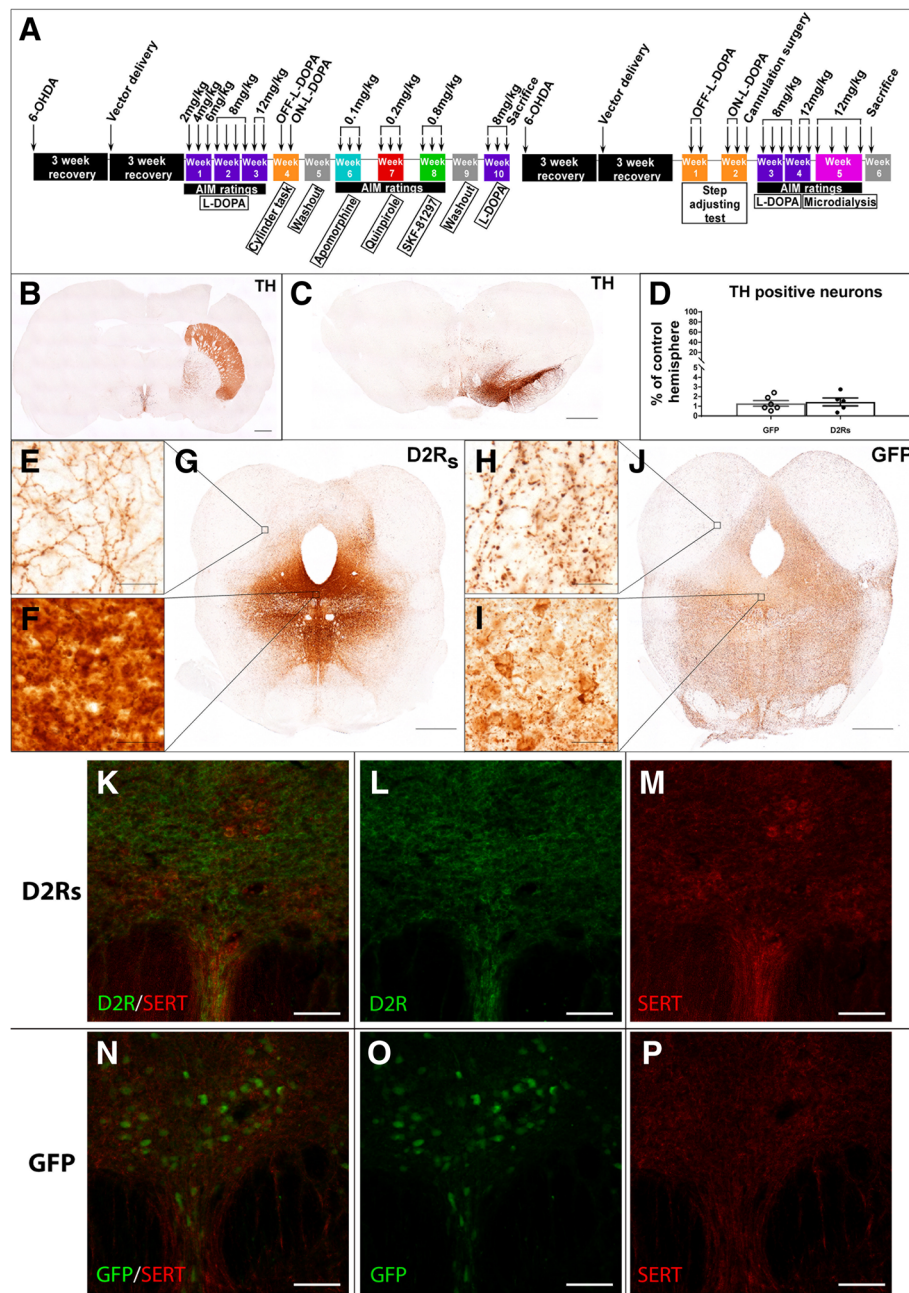 A
6-OHDA
Vector delivery
2mg/kg
4mg/kg
6mg/kg
8mg/kg
12mg/kg
OFF-L-DOPA
ON-L-DOPA
0.1mg/kg
0.2mg/kg
0.8mg/kg
8mg/kg
Sacrifice
6-OHDA
Vector delivery
OFF-L-DOPA
ON-L-DOPA
Cannulation surgery
8mg/kg
12mg/kg
12mg/kg
Sacrifice
3 week recovery
3 week recovery
Week 1
Week 2
Week 3
Week 4
Week 5
Week 6
Week 7
Week 8
Week 9
Week 10
3 week recovery
3 week recovery
Week 1
Week 2
Week 3
Week 4
Week 5
Week 6
AIM ratings
L-DOPA
Cylinder task
Washout
AIM ratings
Apomorphine
Quinpirole
SKF-81297
Washout
L-DOPA
Step adjusting test
AIM ratings
L-DOPA
Microdialysis
B
TH
C
TH
D
TH positive neurons
% of control hemisphere
100
80
60
40
20
5
4
3
2
1
0
GFP
D2Rs
E
F
G
D2Rs
H
I
J
GFP
D2Rs
K
D2R/SERT
L
D2R
M
SERT
GFP
N
GFP/SERT
O
GFP
P
SERT